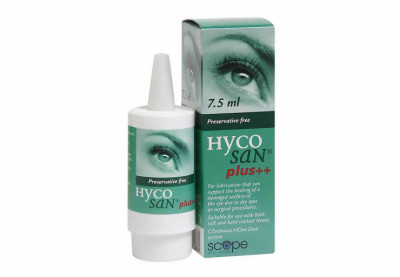 Preservative free
HYCO
SAN®
plus++
7.5 ml
Preservative free
HYCO
SAN®
plus++
For lubrication that can
support the healing of a
damaged surface of
the eye due to dry eyes
or surgical procedures.
Suitable for use with both
soft and hard contact lenses.
system
scope